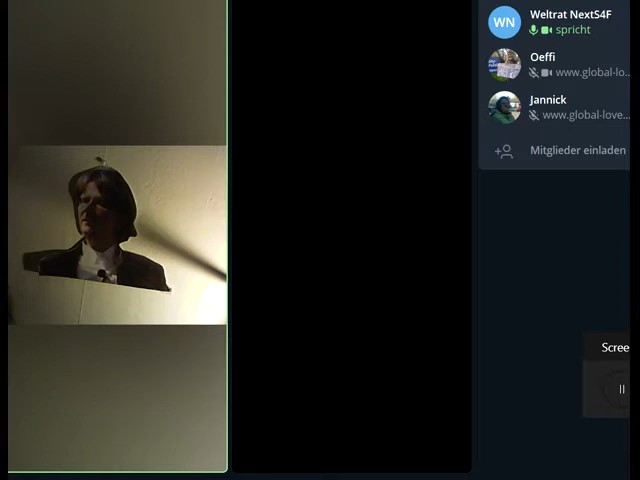 WN
Weltrat NextS4F
spricht
Oeffi
www.global-lo...
Jannick
www.global-love...
Mitglieder einladen
Scree